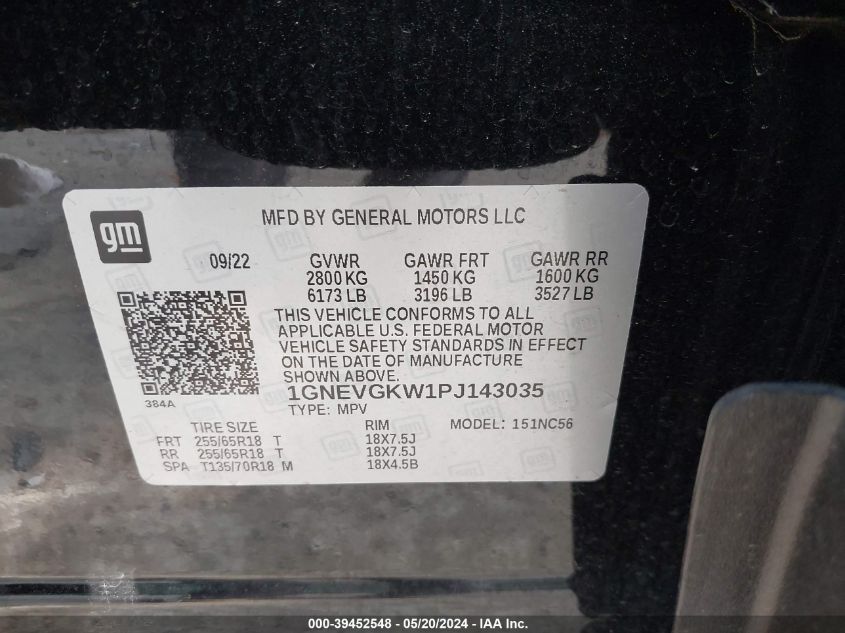 gm
MFD BY GENERAL MOTORS LLC
09/22 GVWR GAWR FRT GAWR RR
2800 KG 1450 KG 1600 KG
6173 LB 3196 LB 3527 LB
THIS VEHICLE CONFORMS TO ALL
APPLICABLE U.S. FEDERAL MOTOR
VEHICLE SAFETY STANDARDS IN EFFECT
ON THE DATE OF MANUFACTURE
SHOWN ABOVE.
1GNEVGKW1PJ143035
384A
TYPE: MPV
TIRE SIZE RIM MODEL: 151NC56
FRT 255/65R18 T 18X7.5J
RR 255/65R18 T 18X7.5J
SPA T135/70R18 M 18X4.5B
000-39452548 - 05/20/2024 - IAA Inc.